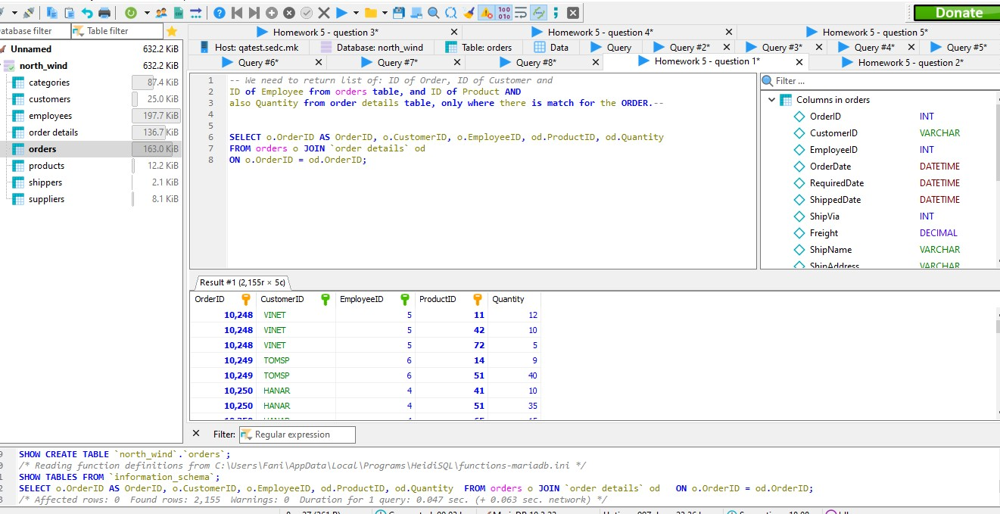 Donate
atabase filter
Table filter
Homework 5 - question 3*
Homework 5 - question 4*
Homework 5 - question 5*
Host: qatest.sedc.mk
Database: north_wind
Table: orders
Data
Query
Query #2*
Query #3*
Query #4*
Query #5*
Query #6*
Query #7*
Query #8*
Homework 5 - question 1*
Homework 5 - question 2*
Unnamed 632.2 KiB
north_wind 632.2 KiB
categories 87.4 KiB
customers 25.0 KiB
employees 197.7 KiB
order details 136.7 KiB
orders 163.0 KiB
products 12.2 KiB
shippers 2.1 KiB
suppliers 8.1 KiB
1 -- We need to return list of: ID of Order, ID of Customer and
2 ID of Employee from orders table, and ID of Product AND
3 also Quantity from order details table, only where there is match for the ORDER.--
4
5
6 SELECT o.OrderID AS OrderID, o.CustomerID, o.EmployeeID, od.ProductID, od.Quantity
7 FROM orders o JOIN `order details` od
8 ON o.OrderID = od.OrderID;
Filter ...
Columns in orders
OrderID INT
CustomerID VARCHAR
EmployeeID INT
OrderDate DATETIME
RequiredDate DATETIME
ShippedDate DATETIME
ShipVia INT
Freight DECIMAL
ShipName VARCHAR
ShipAddress VARCHAR
Result #1 (2,155r × 5c)
OrderID CustomerID EmployeeID ProductID Quantity
10,248 VINET 5 11 12
10,248 VINET 5 42 10
10,248 VINET 5 72 5
10,249 TOMSP 6 14 9
10,249 TOMSP 6 51 40
10,250 HANAR 4 41 10
10,250 HANAR 4 51 35
10,250 HANAR 4 65 15
Filter: Regular expression
SHOW CREATE TABLE `north_wind`.`orders`;
/* Reading function definitions from C:\Users\Fani\AppData\Local\Programs\HeidiSQL\functions-mariadb.ini */
SHOW TABLES FROM `information_schema`;
SELECT o.OrderID AS OrderID, o.CustomerID, o.EmployeeID, od.ProductID, od.Quantity FROM orders o JOIN `order details` od ON o.OrderID = od.OrderID;
/* Affected rows: 0 Found rows: 2,155 Warnings: 0 Duration for 1 query: 0.047 sec. (+ 0.063 sec. network) */